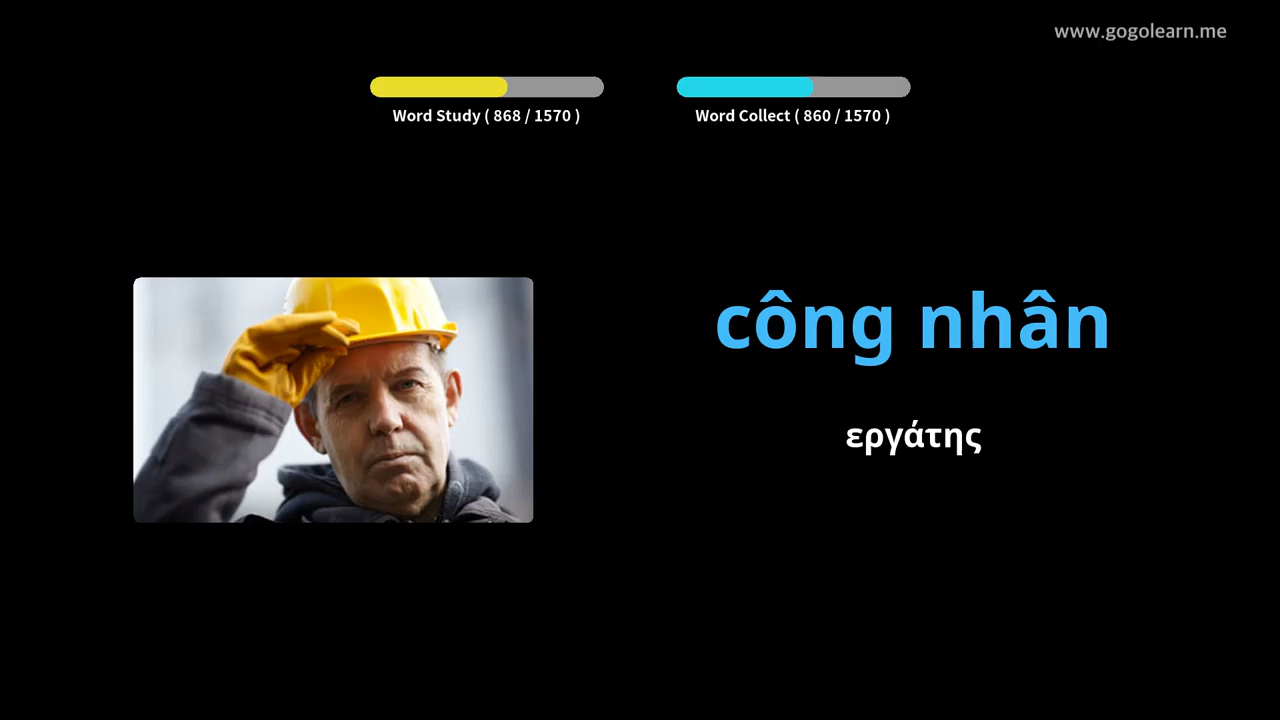 www.gogolearn.me
Word Study ( 868 / 1570 )
Word Collect ( 860 / 1570 )
công nhân
εργάτης